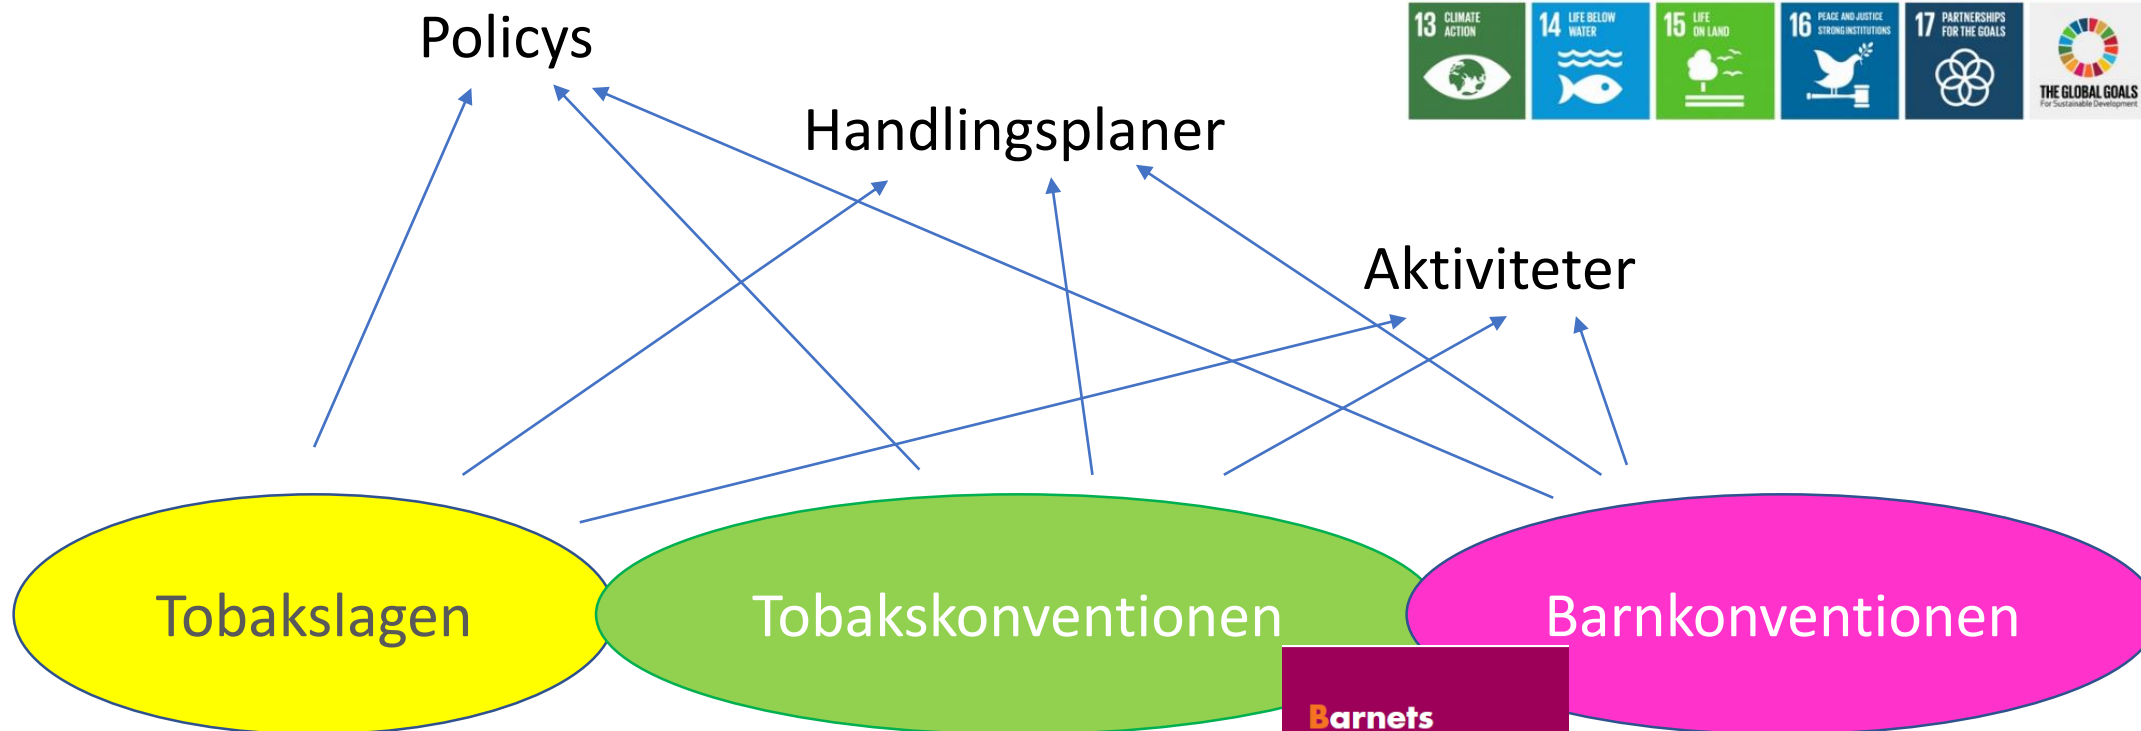 Policys
13 CLIMATE ACTION
14 LIFE BELOW WATER
15 LIFE ON LAND
16 PEACE AND JUSTICE STRONG INSTITUTIONS
17 PARTNERSHIPS FOR THE GOALS
THE GLOBAL GOALS
For Sustainable Development
Handlingsplaner
Aktiviteter
Tobakslagen
Tobakskonventionen
Barnkonventionen
Barnets